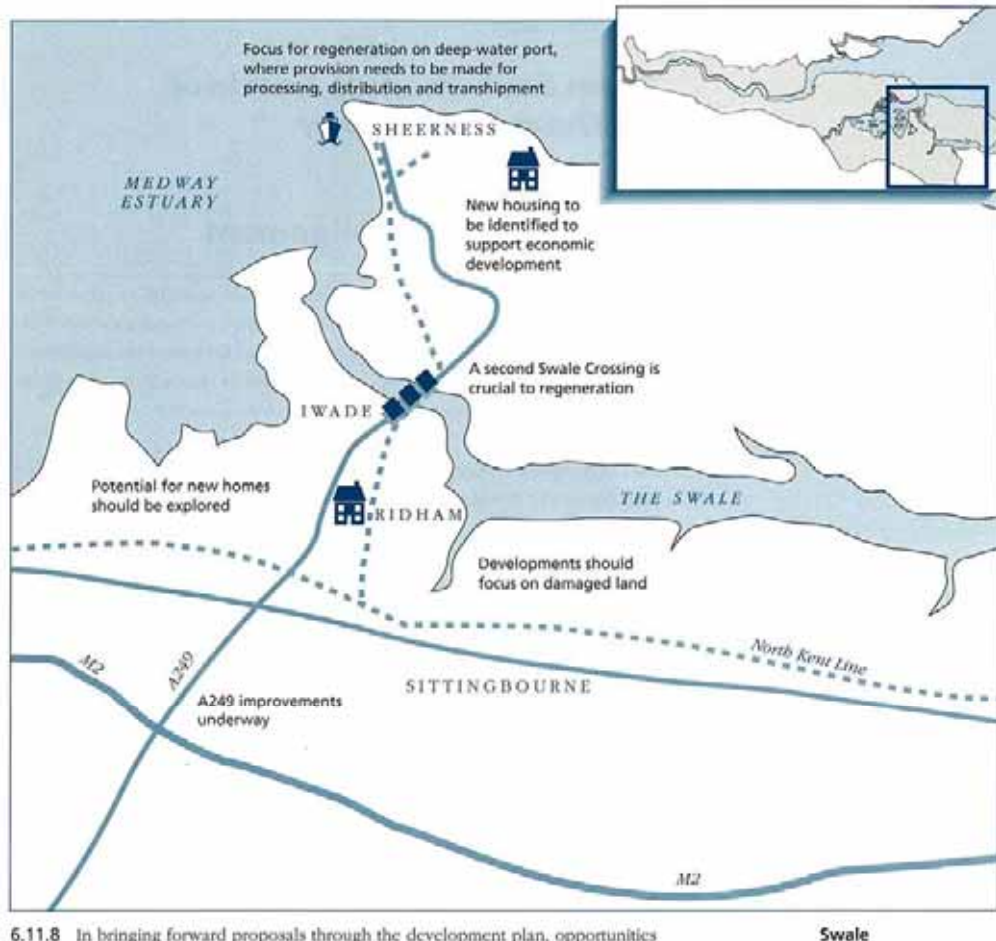 Focus for regeneration on deep-water port,
where provision needs to be made for
processing, distribution and transhipment
SHEERNESS
MEDWAY
ESTUARY
New housing to
be identified to
support economic
development
A second Swale Crossing is
crucial to regeneration
IWADE
Potential for new homes
should be explored
RIDHAM
THE SWALE
Developments should
focus on damaged land
North Kent Line
M2
A249
SITTINGBOURNE
A249 improvements
underway
M2
6.11.8 In bringing forward proposals through the development plan, opportunities
Swale